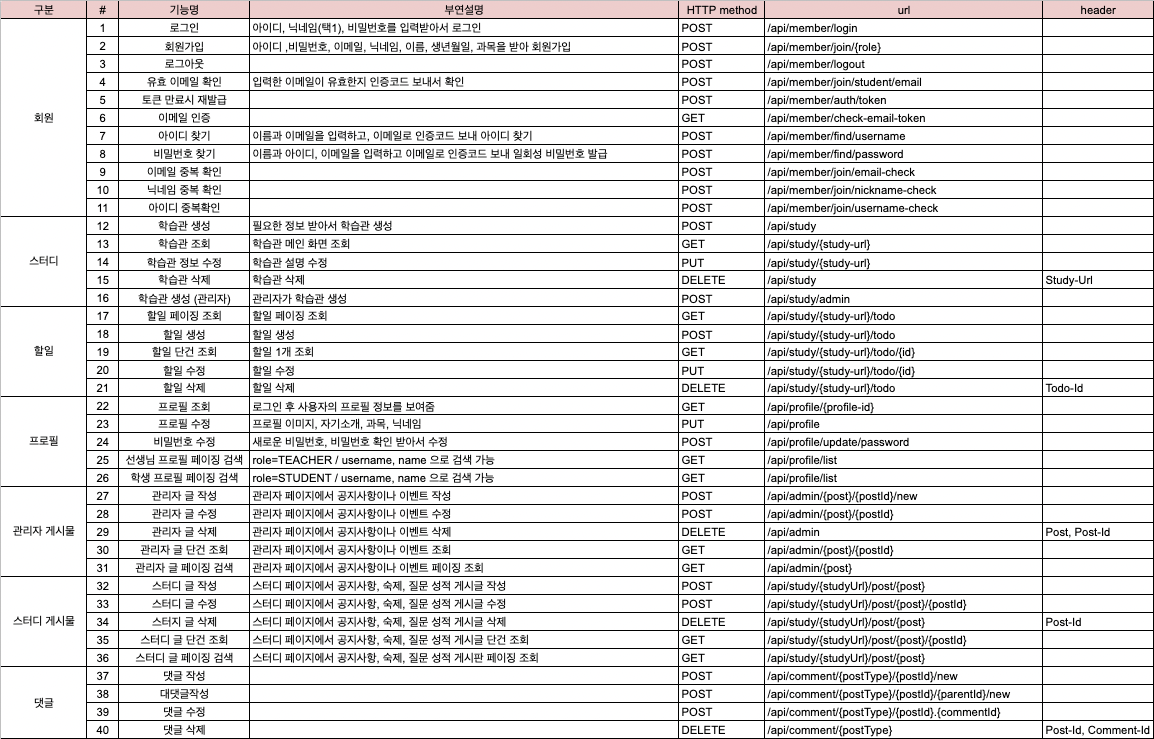 구분 # 기능명 부연설명 HTTP method url header
회원 1 로그인 아이디, 닉네임(택1), 비밀번호를 입력받아서 로그인 POST /api/member/login
2 회원가입 아이디 ,비밀번호, 이메일, 닉네임, 이름, 생년월일, 과목을 받아 회원가입 POST /api/member/join/{role}
3 로그아웃 POST /api/member/logout
4 유효 이메일 확인 입력한 이메일이 유효한지 인증코드 보내서 확인 POST /api/member/join/student/email
5 토큰 만료시 재발급 POST /api/member/auth/token
6 이메일 인증 GET /api/member/check-email-token
7 아이디 찾기 이름과 이메일을 입력하고, 이메일로 인증코드 보내 아이디 찾기 POST /api/member/find/username
8 비밀번호 찾기 이름과 아이디, 이메일을 입력하고 이메일로 인증코드 보내 일회성 비밀번호 발급 POST /api/member/find/password
9 이메일 중복 확인 POST /api/member/join/email-check
10 닉네임 중복 확인 POST /api/member/join/nickname-check
11 아이디 중복확인 POST /api/member/join/username-check
스터디 12 학습관 생성 필요한 정보 받아서 학습관 생성 POST /api/study
13 학습관 조회 학습관 메인 화면 조회 GET /api/study/{study-url}
14 학습관 정보 수정 학습관 설명 수정 PUT /api/study/{study-url}
15 학습관 삭제 학습관 삭제 DELETE /api/study Study-Url
16 학습관 생성 (관리자) 관리자가 학습관 생성 POST /api/study/admin
할일 17 할일 페이징 조회 할일 페이징 조회 GET /api/study/{study-url}/todo
18 할일 생성 할일 생성 POST /api/study/{study-url}/todo
19 할일 단건 조회 할일 1개 조회 GET /api/study/{study-url}/todo/{id}
20 할일 수정 할일 수정 PUT /api/study/{study-url}/todo/{id}
21 할일 삭제 할일 삭제 DELETE /api/study/{study-url}/todo Todo-Id
프로필 22 프로필 조회 로그인 후 사용자의 프로필 정보를 보여줌 GET /api/profile/{profile-id}
23 프로필 수정 프로필 이미지, 자기소개, 과목, 닉네임 PUT /api/profile
24 비밀번호 수정 새로운 비밀번호, 비밀번호 확인 받아서 수정 POST /api/profile/update/password
25 선생님 프로필 페이징 검색 role=TEACHER / username, name 으로 검색 가능 GET /api/profile/list
26 학생 프로필 페이징 검색 role=STUDENT / username, name 으로 검색 가능 GET /api/profile/list
관리자 게시물 27 관리자 글 작성 관리자 페이지에서 공지사항이나 이벤트 작성 POST /api/admin/{post}/{postId}/new
28 관리자 글 수정 관리자 페이지에서 공지사항이나 이벤트 수정 POST /api/admin/{post}/{postId}
29 관리자 글 삭제 관리자 페이지에서 공지사항이나 이벤트 삭제 DELETE /api/admin Post, Post-Id
30 관리자 글 단건 조회 관리자 페이지에서 공지사항이나 이벤트 조회 GET /api/admin/{post}/{postId}
31 관리자 글 페이징 검색 관리자 페이지에서 공지사항이나 이벤트 페이징 조회 GET /api/admin/{post}
스터디 게시물 32 스터디 글 작성 스터디 페이지에서 공지사항, 숙제, 질문 성적 게시글 작성 POST /api/study/{studyUrl}/post/{post}
33 스터디 글 수정 스터디 페이지에서 공지사항, 숙제, 질문 성적 게시글 수정 POST /api/study/{studyUrl}/post/{post}/{postId}
34 스터지 글 삭제 스터디 페이지에서 공지사항, 숙제, 질문 성적 게시글 삭제 DELETE /api/study/{studyUrl}/post/{post} Post-Id
35 스터디 글 단건 조회 스터디 페이지에서 공지사항, 숙제, 질문 성적 게시글 단건 조회 GET /api/study/{studyUrl}/post/{post}/{postId}
36 스터디 글 페이징 검색 스터디 페이지에서 공지사항, 숙제, 질문 성적 게시판 페이징 조회 GET /api/study/{studyUrl}/post/{post}
댓글 37 댓글 작성 POST /api/comment/{postType}/{postId}/new
38 대댓글작성 POST /api/comment/{postType}/{postId}/{parentId}/new
39 댓글 수정 POST /api/comment/{postType}/{postId}.{commentId}
40 댓글 삭제 DELETE /api/comment/{postType} Post-Id, Comment-Id